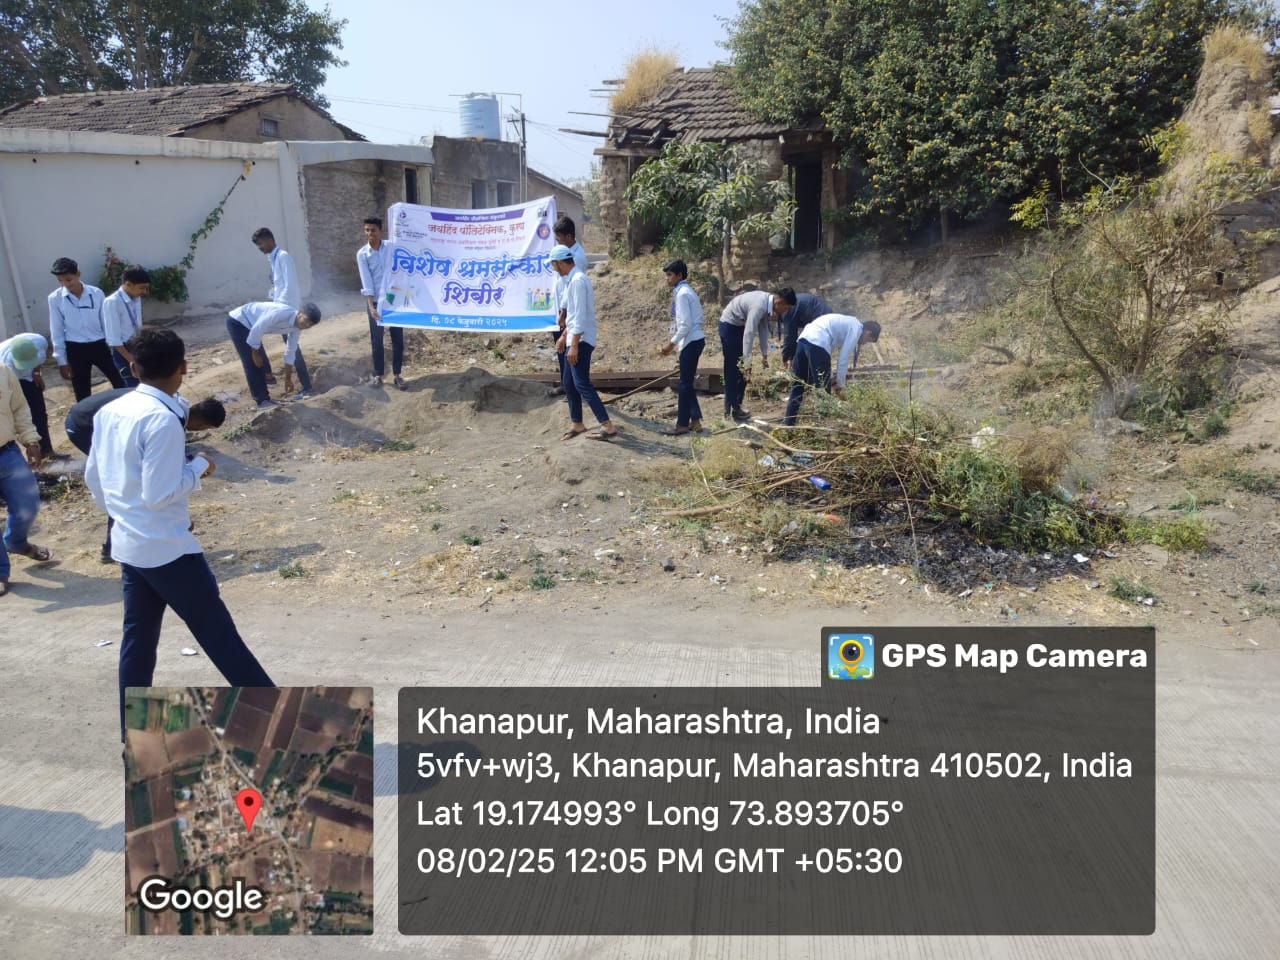 जयहिंद पॉलिटेक्निक, कुरण
विशेष श्रमसंस्कार
शिबीर
दि. ०८ फेब्रुवारी २०२५
GPS Map Camera
Khanapur, Maharashtra, India
5vfv+wj3, Khanapur, Maharashtra 410502, India
Lat 19.174993° Long 73.893705°
08/02/25 12:05 PM GMT +05:30
Google